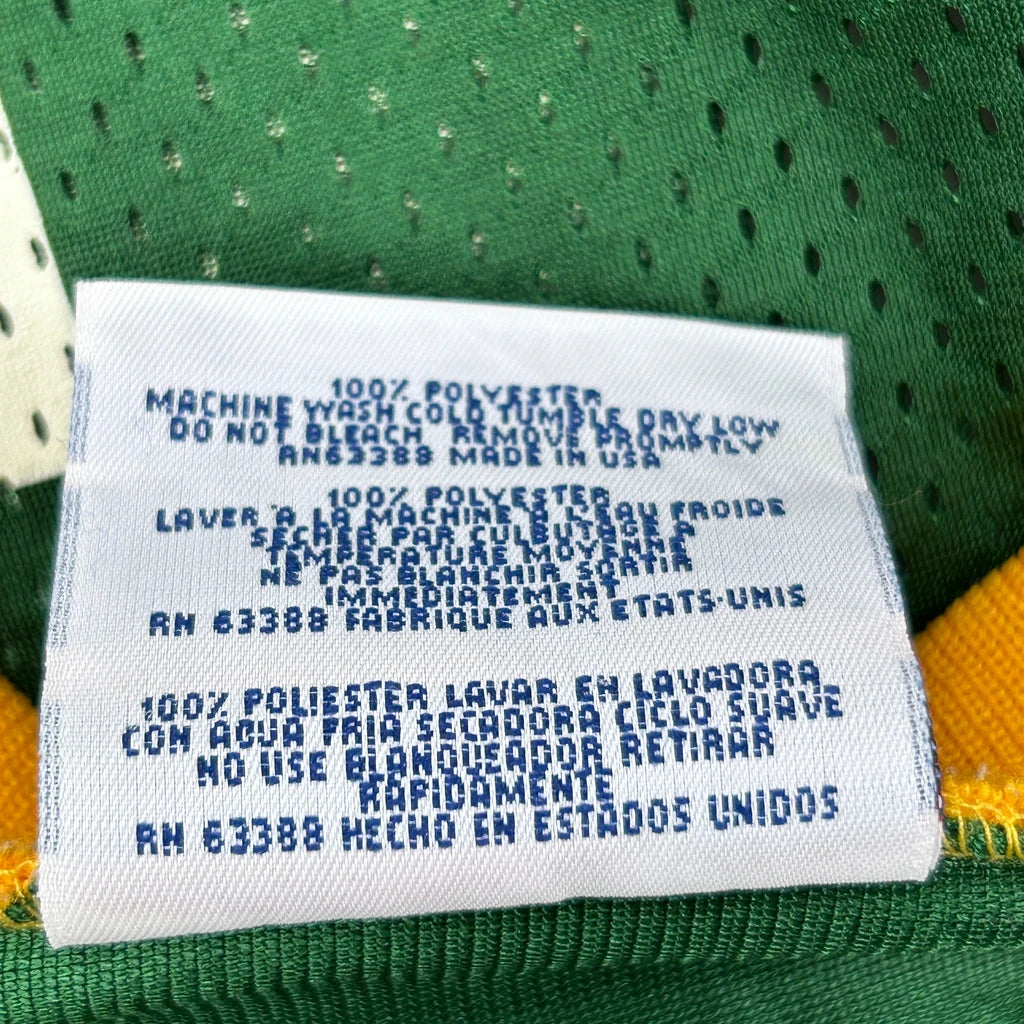 100% POLYESTER
MACHINE WASH COLD TUMBLE DRY LOW
DO NOT BLEACH REMOVE PROMPTLY
RN63388 MADE IN USA
100% POLYESTER
LAVER A LA MACHINE A L'EAU FROIDE
SECHER PAR CULBUTAGE A
TEMPERATURE MOYENNE
NE PAS BLANCHIR SORTIR
IMMEDIATEMENT
RN 63388 FABRIQUE AUX ETATS-UNIS
100% POLIESTER LAVAR EN LAVADORA
CON AGUA FRIA SECADORA CICLO SUAVE
NO USE BLANQUEADOR RETIRAR
RAPIDAMENTE
RN 63388 HECHO EN ESTADOS UNIDOS